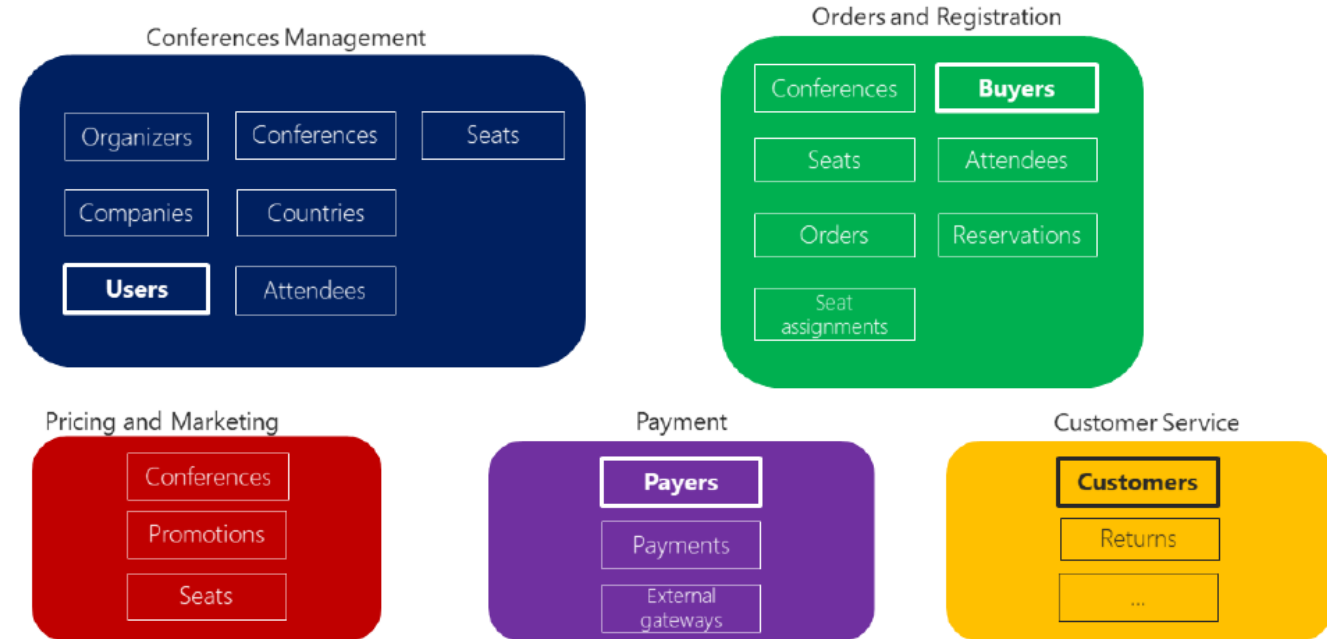 Conferences Management
Organizers
Conferences
Seats
Companies
Countries
Users
Attendees
Orders and Registration
Conferences
Buyers
Seats
Attendees
Orders
Reservations
Seat
assignments
Pricing and Marketing
Conferences
Promotions
Seats
Payment
Payers
Payments
External
gateways
Customer Service
Customers
Returns
...